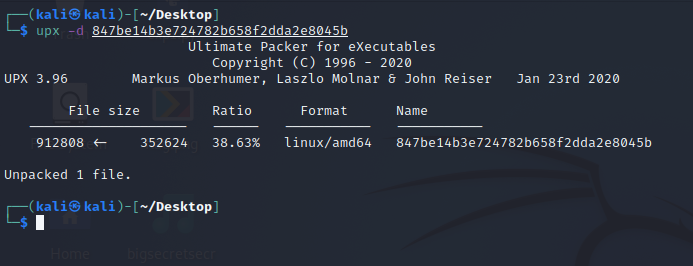 ┌──(kali㉿kali)-[~/Desktop]
└─$ upx -d 847be14b3e724782b658f2dda2e8045b
Ultimate Packer for eXecutables
Copyright (C) 1996 - 2020
UPX 3.96 Markus Oberhumer, Laszlo Molnar & John Reiser Jan 23rd 2020
File size Ratio Format Name
-------------------- ------ ----------- -----------
912808 <- 352624 38.63% linux/amd64 847be14b3e724782b658f2dda2e8045b
Unpacked 1 file.
┌──(kali㉿kali)-[~/Desktop]
└─$
Home bigsecretsecr